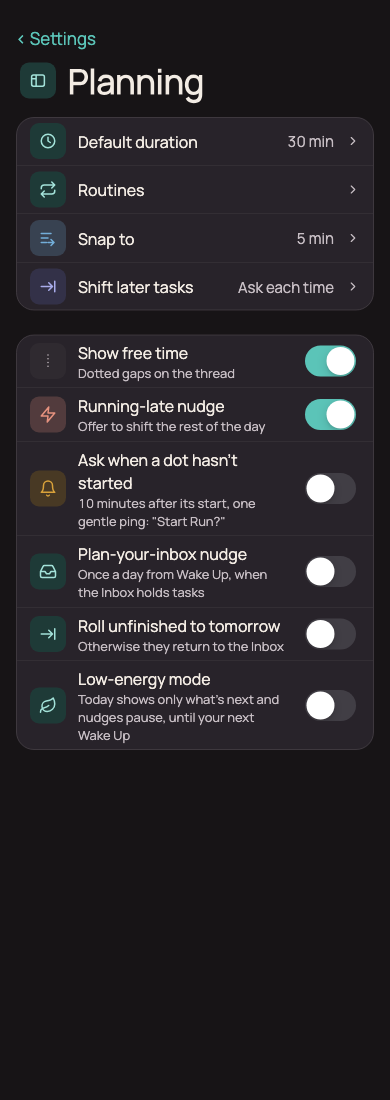 ‹ Settings
Planning
Default duration 30 min ›
Routines ›
Snap to 5 min ›
Shift later tasks Ask each time ›
Show free time
Dotted gaps on the thread
Running-late nudge
Offer to shift the rest of the day
Ask when a dot hasn't
started
10 minutes after its start, one
gentle ping: "Start Run?"
Plan-your-inbox nudge
Once a day from Wake Up, when
the Inbox holds tasks
Roll unfinished to tomorrow
Otherwise they return to the Inbox
Low-energy mode
Today shows only what's next and
nudges pause, until your next
Wake Up